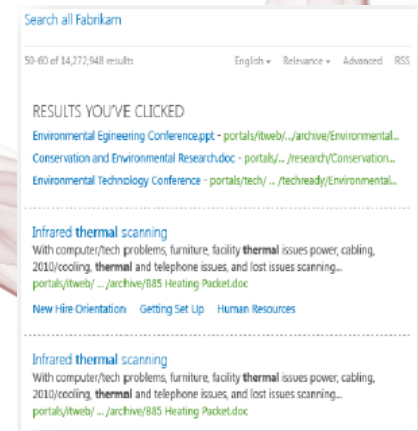 Search all Fabrikam
50-60 of 14,272,948 results English Relevance Advanced RSS
RESULTS YOU'VE CLICKED
Environmental Egineering Conference.ppt - portals/itweb/.../archive/Environmental...
Conservation and Environmental Research.doc - portals/... /research/Conservation...
Environmental Technology Conference - portals/tech/ ... /techready/Environmental...
Infrared thermal scanning
With computer/tech problems, furniture, facility thermal issues power, cabling,
2010/cooling, thermal and telephone issues, and lost issues scanning...
portals/itweb/ ... /archive/B85 Heating Packet.doc
New Hire Orientation Getting Set Up Human Resources
Infrared thermal scanning
With computer/tech problems, furniture, facility thermal issues power, cabling,
2010/cooling, thermal and telephone issues, and lost issues scanning...
portals/itweb/ ... /archive/B85 Heating Packet.doc